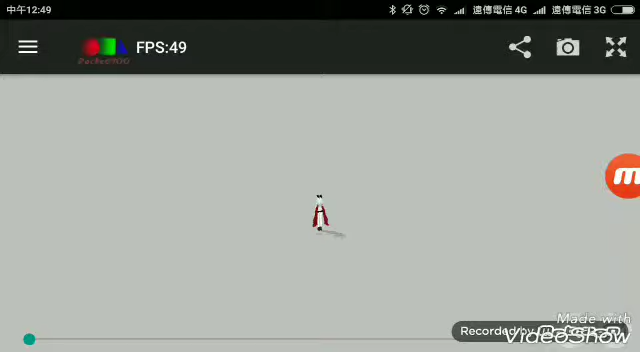 中午12:49
遠傳電信 4G 遠傳電信 3G
PocketMMD
FPS:49
Made with
Recorded by
VideoShow